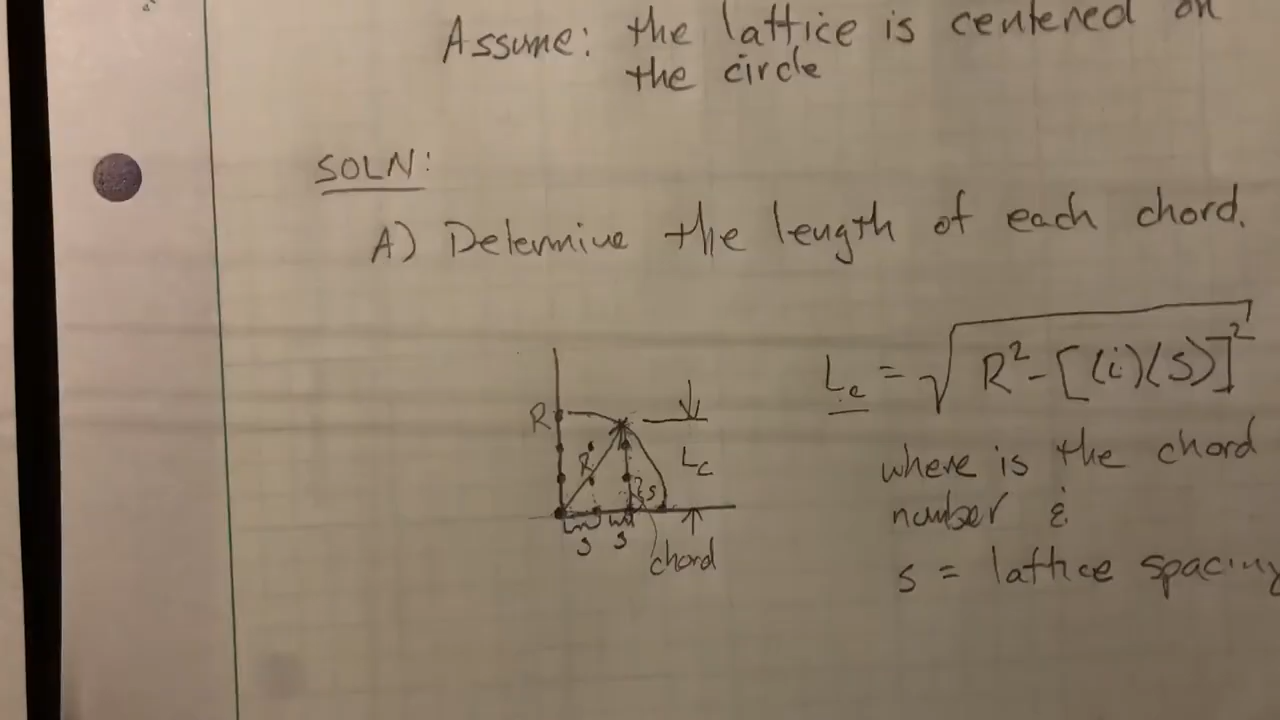 Assume: the lattice is centered on
the circle
SOLN:
A) Determine the length of each chord.
Lc = √R²-[(i)(s)]²
where is the chord
number &
s = lattice spacing
R
R
Lc
s
s
s
chord